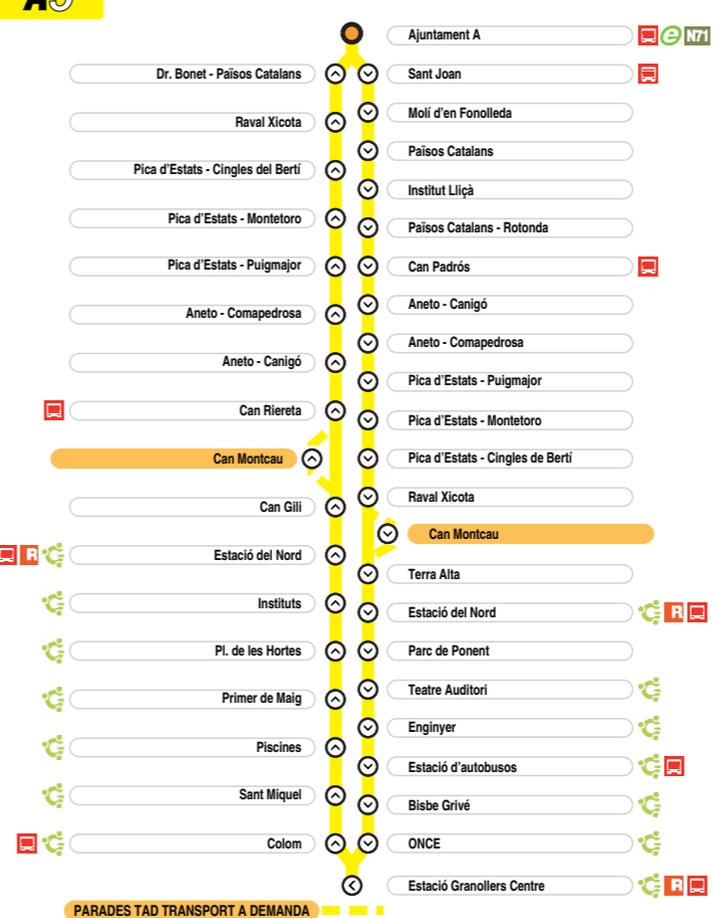 Ajuntament A N71
Dr. Bonet - Països Catalans
Sant Joan
Raval Xicota
Molí d'en Fonolleda
Pica d'Estats - Cingles del Bertí
Països Catalans
Pica d'Estats - Montetoro
Institut Lliçà
Pica d'Estats - Puigmajor
Països Catalans - Rotonda
Aneto - Comapedrosa
Can Padrós
Aneto - Canigó
Aneto - Canigó
Can Riereta
Aneto - Comapedrosa
Can Montcau
Pica d'Estats - Puigmajor
Can Gili
Pica d'Estats - Montetoro
R Estació del Nord
Pica d'Estats - Cingles de Bertí
Instituts
Raval Xicota
Pl. de les Hortes
Can Montcau
Primer de Maig
Terra Alta
Piscines
Estació del Nord R
Sant Miquel
Parc de Ponent
Colom
Teatre Auditori
Enginyer
Estació d'autobusos
Bisbe Grivé
ONCE
Estació Granollers Centre R
PARADES TAD TRANSPORT A DEMANDA